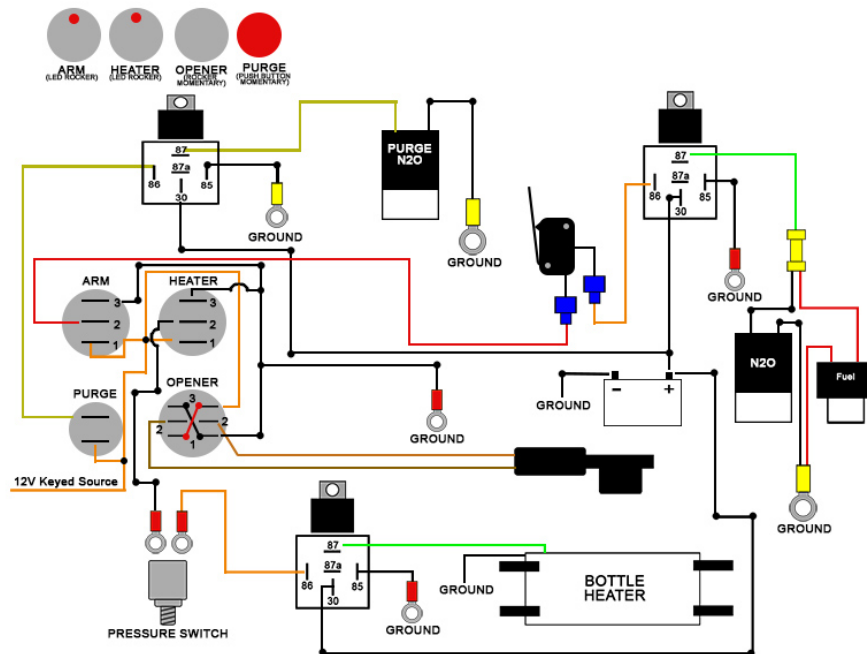 ARM
(LED ROCKER)
HEATER
(LED ROCKER)
OPENER
(ROCKER
MOMENTARY)
PURGE
(PUSH BUTTON
MOMENTARY)
87
87a
86
85
30
GROUND
PURGE
N2O
GROUND
87
87a
86
85
30
GROUND
ARM
3
2
1
HEATER
3
2
1
PURGE
OPENER
3
2
2
1
GROUND
GROUND
-
+
N2O
Fuel
GROUND
12V Keyed Source
PRESSURE SWITCH
87
87a
86
85
30
GROUND
GROUND
BOTTLE
HEATER